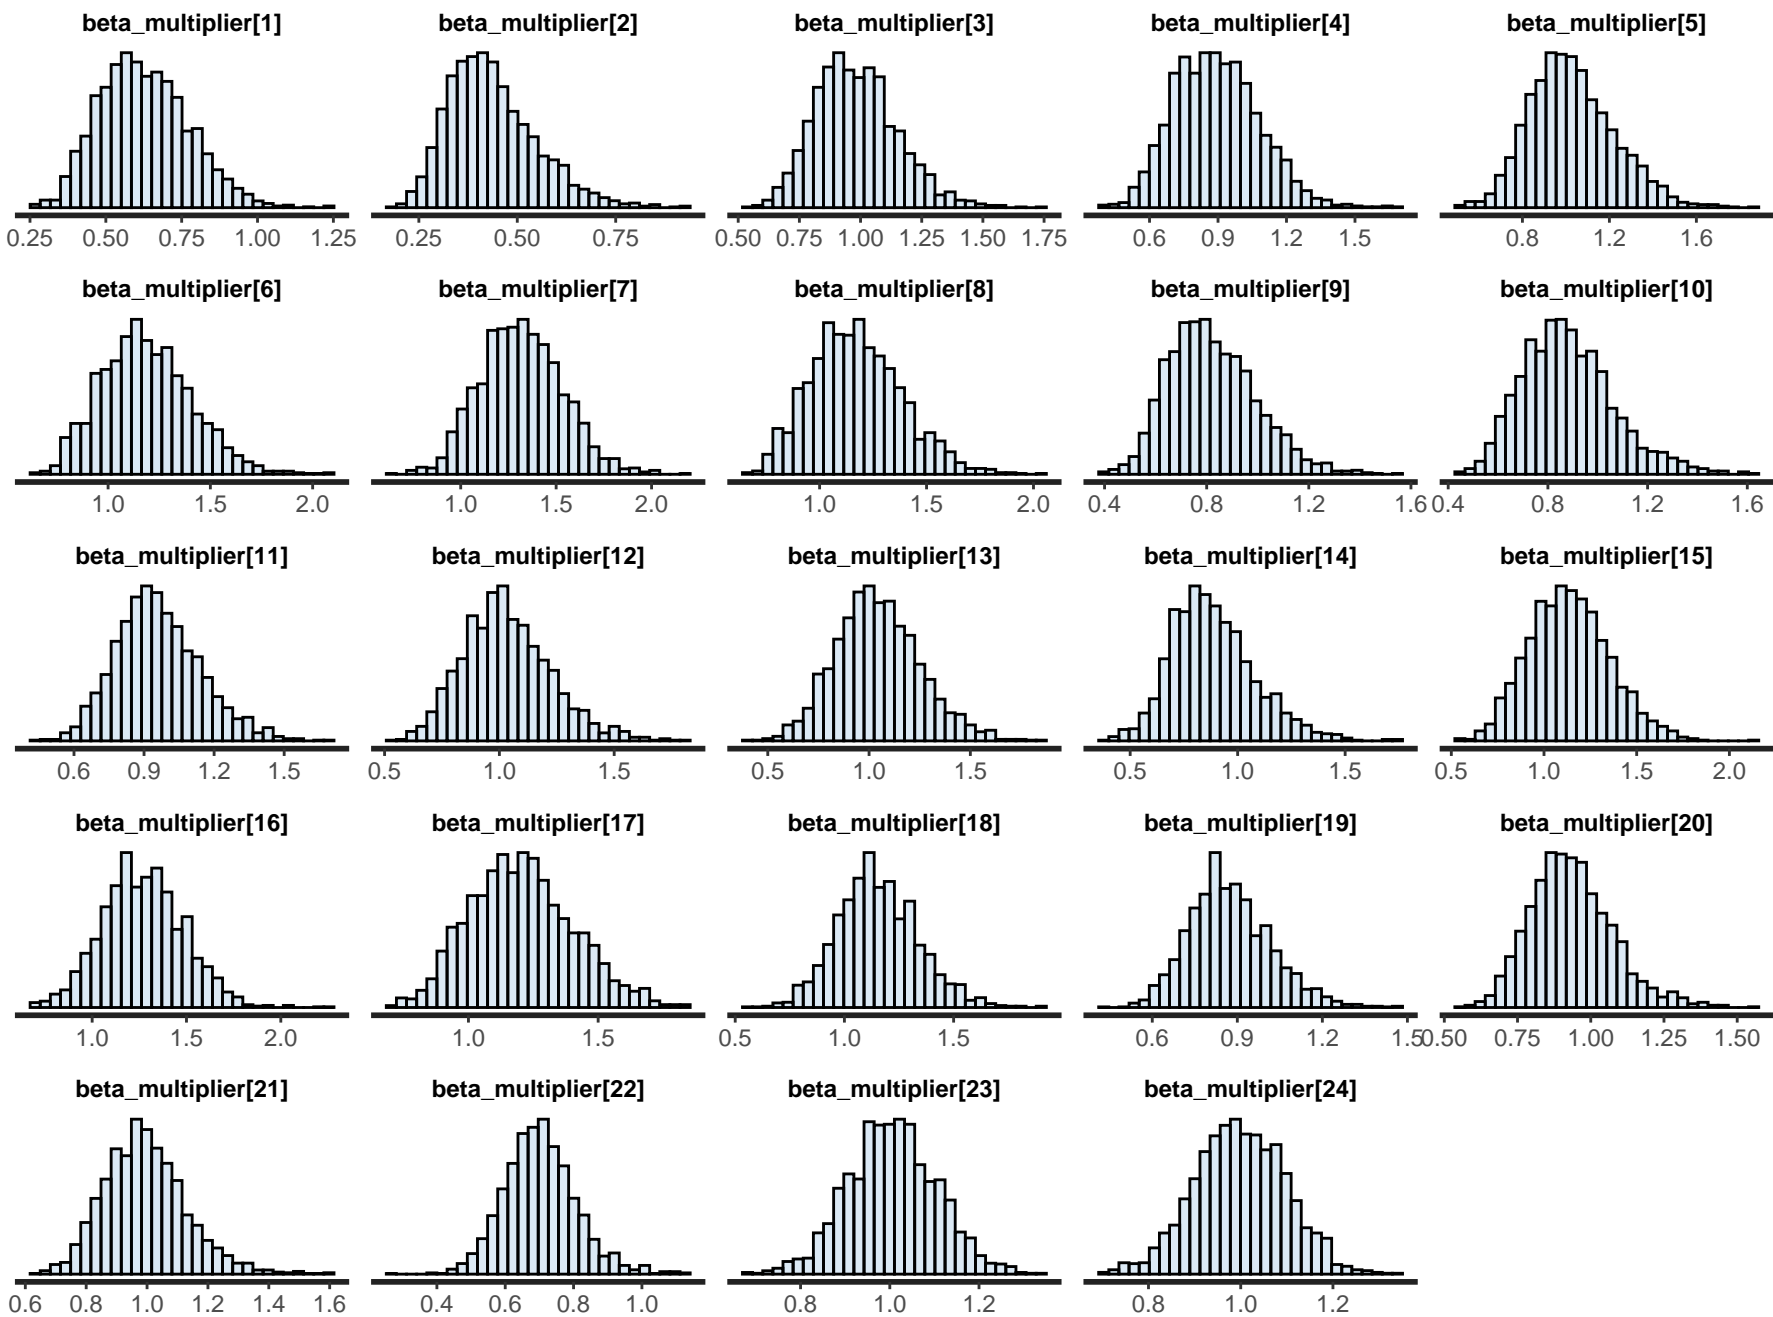 beta_multiplier[1] beta_multiplier[2] beta_multiplier[3] beta_multiplier[4] beta_multiplier[5]
0.25 0.50 0.75 1.00 1.25 0.25 0.50 0.75 0.50 0.75 1.00 1.25 1.50 1.75 0.6 0.9 1.2 1.5 0.8 1.2 1.6
beta_multiplier[6] beta_multiplier[7] beta_multiplier[8] beta_multiplier[9] beta_multiplier[10]
1.0 1.5 2.0 1.0 1.5 2.0 1.0 1.5 2.0 0.4 0.8 1.2 1.6 0.4 0.8 1.2 1.6
beta_multiplier[11] beta_multiplier[12] beta_multiplier[13] beta_multiplier[14] beta_multiplier[15]
0.6 0.9 1.2 1.5 0.5 1.0 1.5 0.5 1.0 1.5 0.5 1.0 1.5 0.5 1.0 1.5 2.0
beta_multiplier[16] beta_multiplier[17] beta_multiplier[18] beta_multiplier[19] beta_multiplier[20]
1.0 1.5 2.0 1.0 1.5 0.5 1.0 1.5 0.6 0.9 1.2 1.5 0.50 0.75 1.00 1.25 1.50
beta_multiplier[21] beta_multiplier[22] beta_multiplier[23] beta_multiplier[24]
0.6 0.8 1.0 1.2 1.4 1.6 0.4 0.6 0.8 1.0 0.8 1.0 1.2 0.8 1.0 1.2